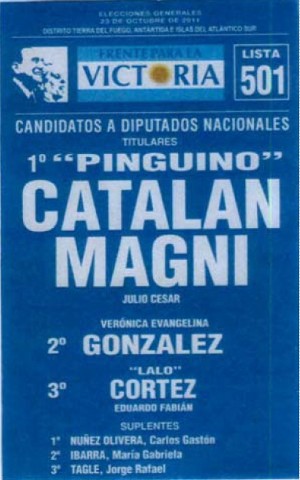 ELECCIONES GENERALES
23 DE OCTUBRE DE 2011
DISTRITO TIERRA DEL FUEGO, ANTARTIDA E ISLAS DEL ATLANTICO SUR
FRENTE PARA LA
VICTORIA
LISTA
501
CANDIDATOS A DIPUTADOS NACIONALES
TITULARES
1º "PINGUINO"
CATALAN
MAGNI
JULIO CESAR
VERÓNICA EVANGELINA
2º GONZALEZ
"LALO"
3º CORTEZ
EDUARDO FABIÁN
SUPLENTES
1º NUÑEZ OLIVERA, Carlos Gastón
2º IBARRA, María Gabriela
3º TAGLE, Jorge Rafael